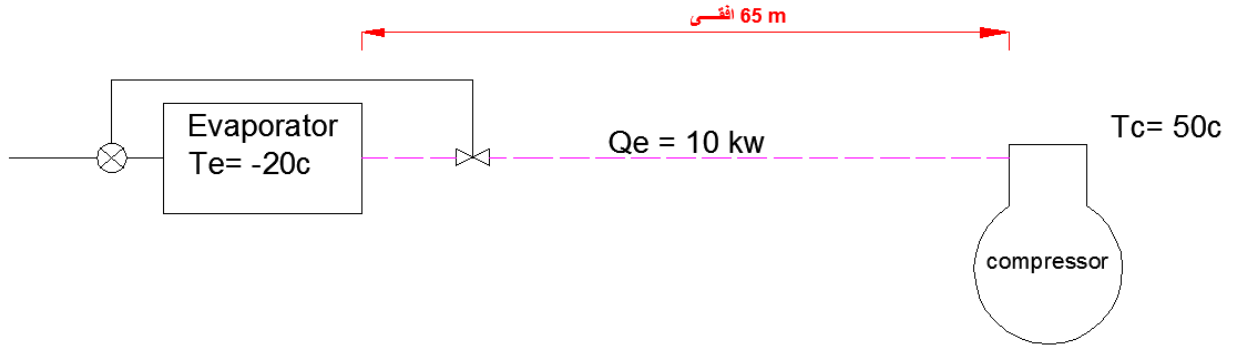 65 m افقـــی
Evaporator
Te= -20c
Qe = 10 kw
Tc= 50c
compressor